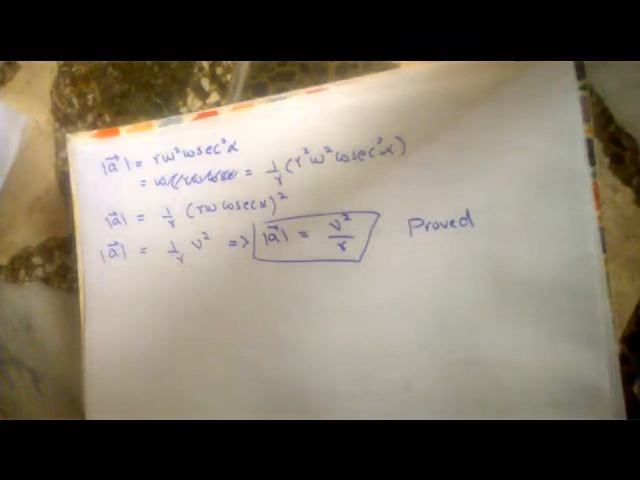 |a⃗| = rω²cosec²α
= 1/r (r²ω²cosec²α)
|a⃗| = 1/r (rω cosec α)²
|a⃗| = 1/r v² => |a⃗| = v²/r Proved